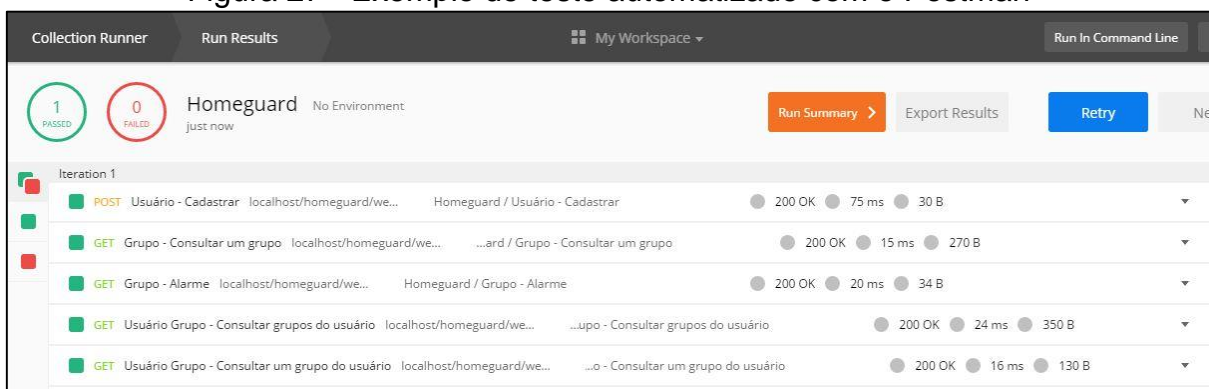 Figura 27 – Exemplo de teste automatizado com o Postman
Collection Runner Run Results My Workspace Run In Command Line
1 PASSED 0 FAILED Homeguard No Environment Run Summary Export Results Retry Ne
just now
Iteration 1
POST Usuário - Cadastrar localhost/homeguard/we... Homeguard / Usuário - Cadastrar 200 OK 75 ms 30 B
GET Grupo - Consultar um grupo localhost/homeguard/we... ...ard / Grupo - Consultar um grupo 200 OK 15 ms 270 B
GET Grupo - Alarme localhost/homeguard/we... Homeguard / Grupo - Alarme 200 OK 20 ms 34 B
GET Usuário Grupo - Consultar grupos do usuário localhost/homeguard/we... ...upo - Consultar grupos do usuário 200 OK 24 ms 350 B
GET Usuário Grupo - Consultar um grupo do usuário localhost/homeguard/we... ...o - Consultar um grupo do usuário 200 OK 16 ms 130 B